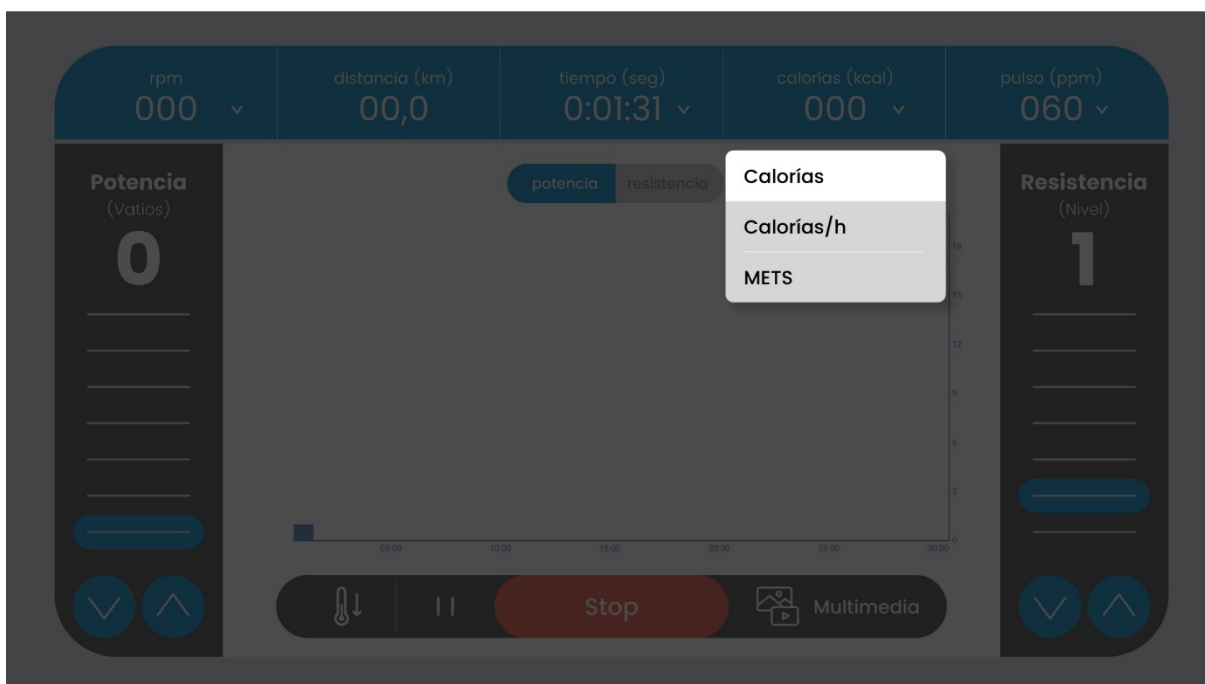 rpm
000
distancia (km)
00,0
tiempo (seg)
0:01:31
calorías (kcal)
000
pulso (ppm)
060
Potencia
(Vatios)
0
potencia
resistencia
Calorías
Calorías/h
METS
Resistencia
(Nivel)
1
18
15
12
9
6
3
0
05:00
10:00
15:00
20:00
25:00
30:00
Stop
Multimedia